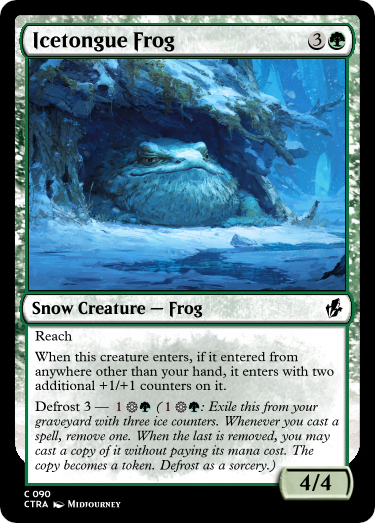 Icetongue Frog 3
Snow Creature — Frog
Reach
When this creature enters, if it entered from
anywhere other than your hand, it enters with two
additional +1/+1 counters on it.
Defrost 3 — 1 ( 1 : Exile this from your
graveyard with three ice counters. Whenever you cast a
spell, remove one. When the last is removed, you may
cast a copy of it without paying its mana cost. The
copy becomes a token. Defrost as a sorcery.)
4/4
C 090
CTRA Midjourney